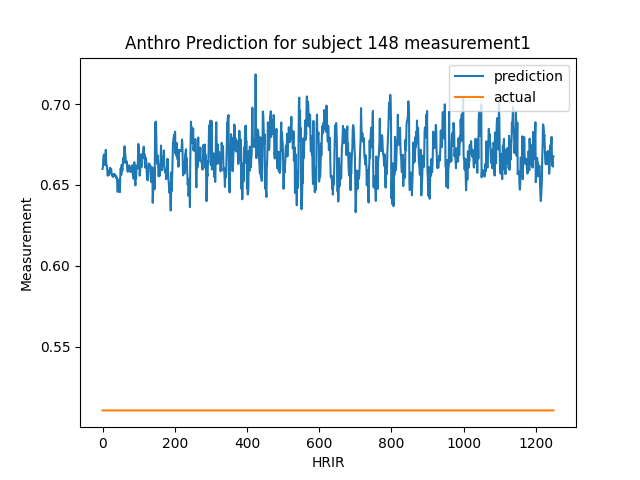 Anthro Prediction for subject 148 measurement1
prediction
actual
0.70
0.65
0.60
0.55
Measurement
0
200
400
600
800
1000
1200
HRIR